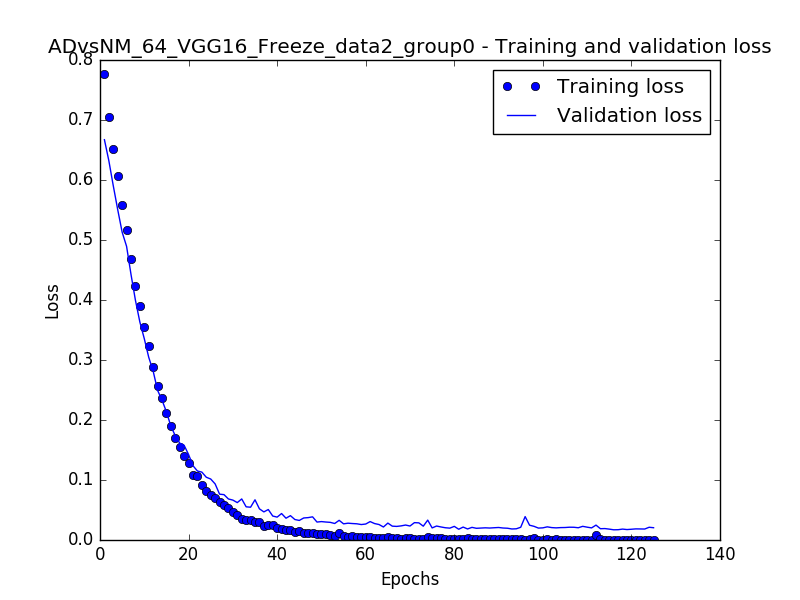 ADvsNM_64_VGG16_Freeze_data2_group0 - Training and validation loss
Training loss
Validation loss
0.8
0.7
0.6
0.5
0.4
0.3
0.2
0.1
0.0
Loss
0 20 40 60 80 100 120 140
Epochs